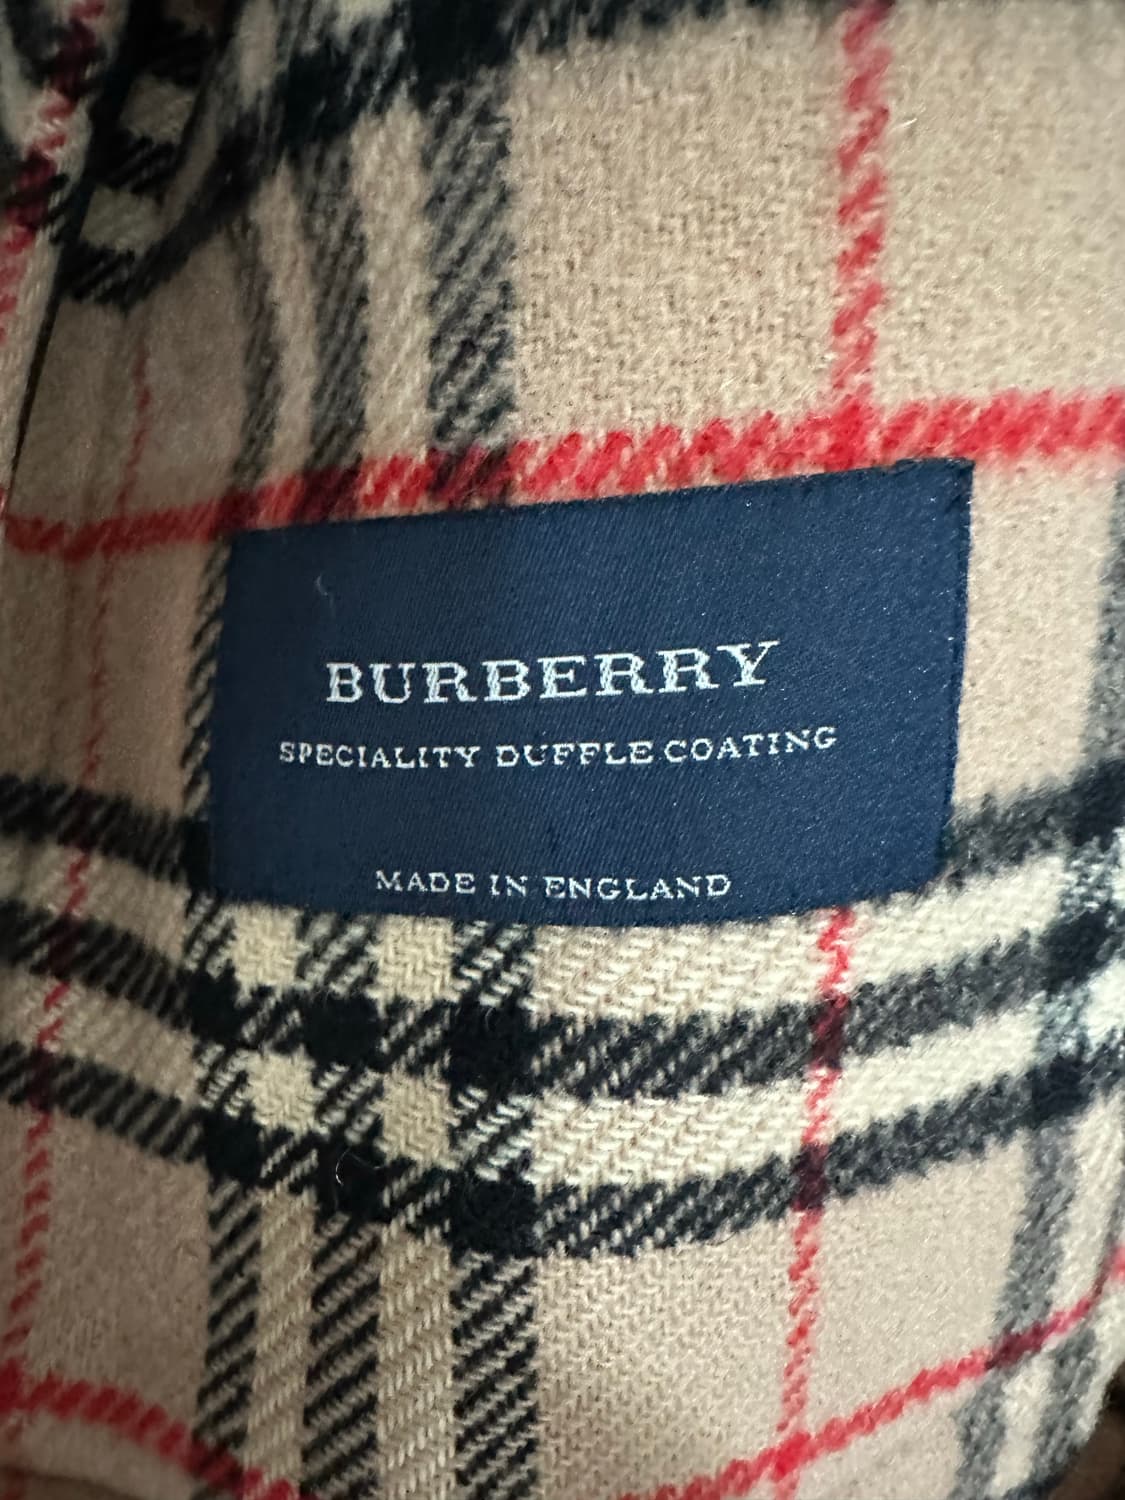 BURBERRY
SPECIALITY DUFFLE COATING
MADE IN ENGLAND